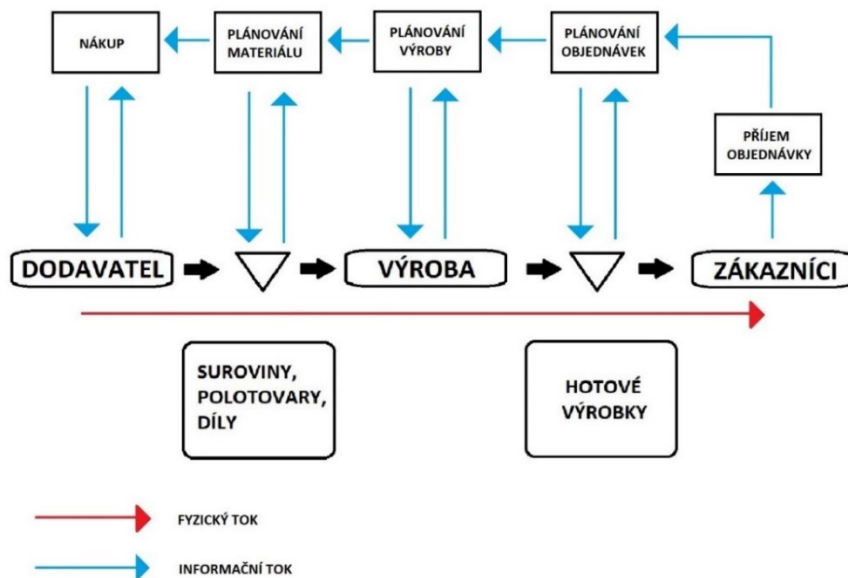 NÁKUP
PLÁNOVÁNÍ
MATERIÁLU
PLÁNOVÁNÍ
VÝROBY
PLÁNOVÁNÍ
OBJEDNÁVEK
PŘÍJEM
OBJEDNÁVKY
DODAVATEL
VÝROBA
ZÁKAZNÍCI
SUROVINY,
POLOTOVARY,
DÍLY
HOTOVÉ
VÝROBKY
FYZICKÝ TOK
INFORMAČNÍ TOK